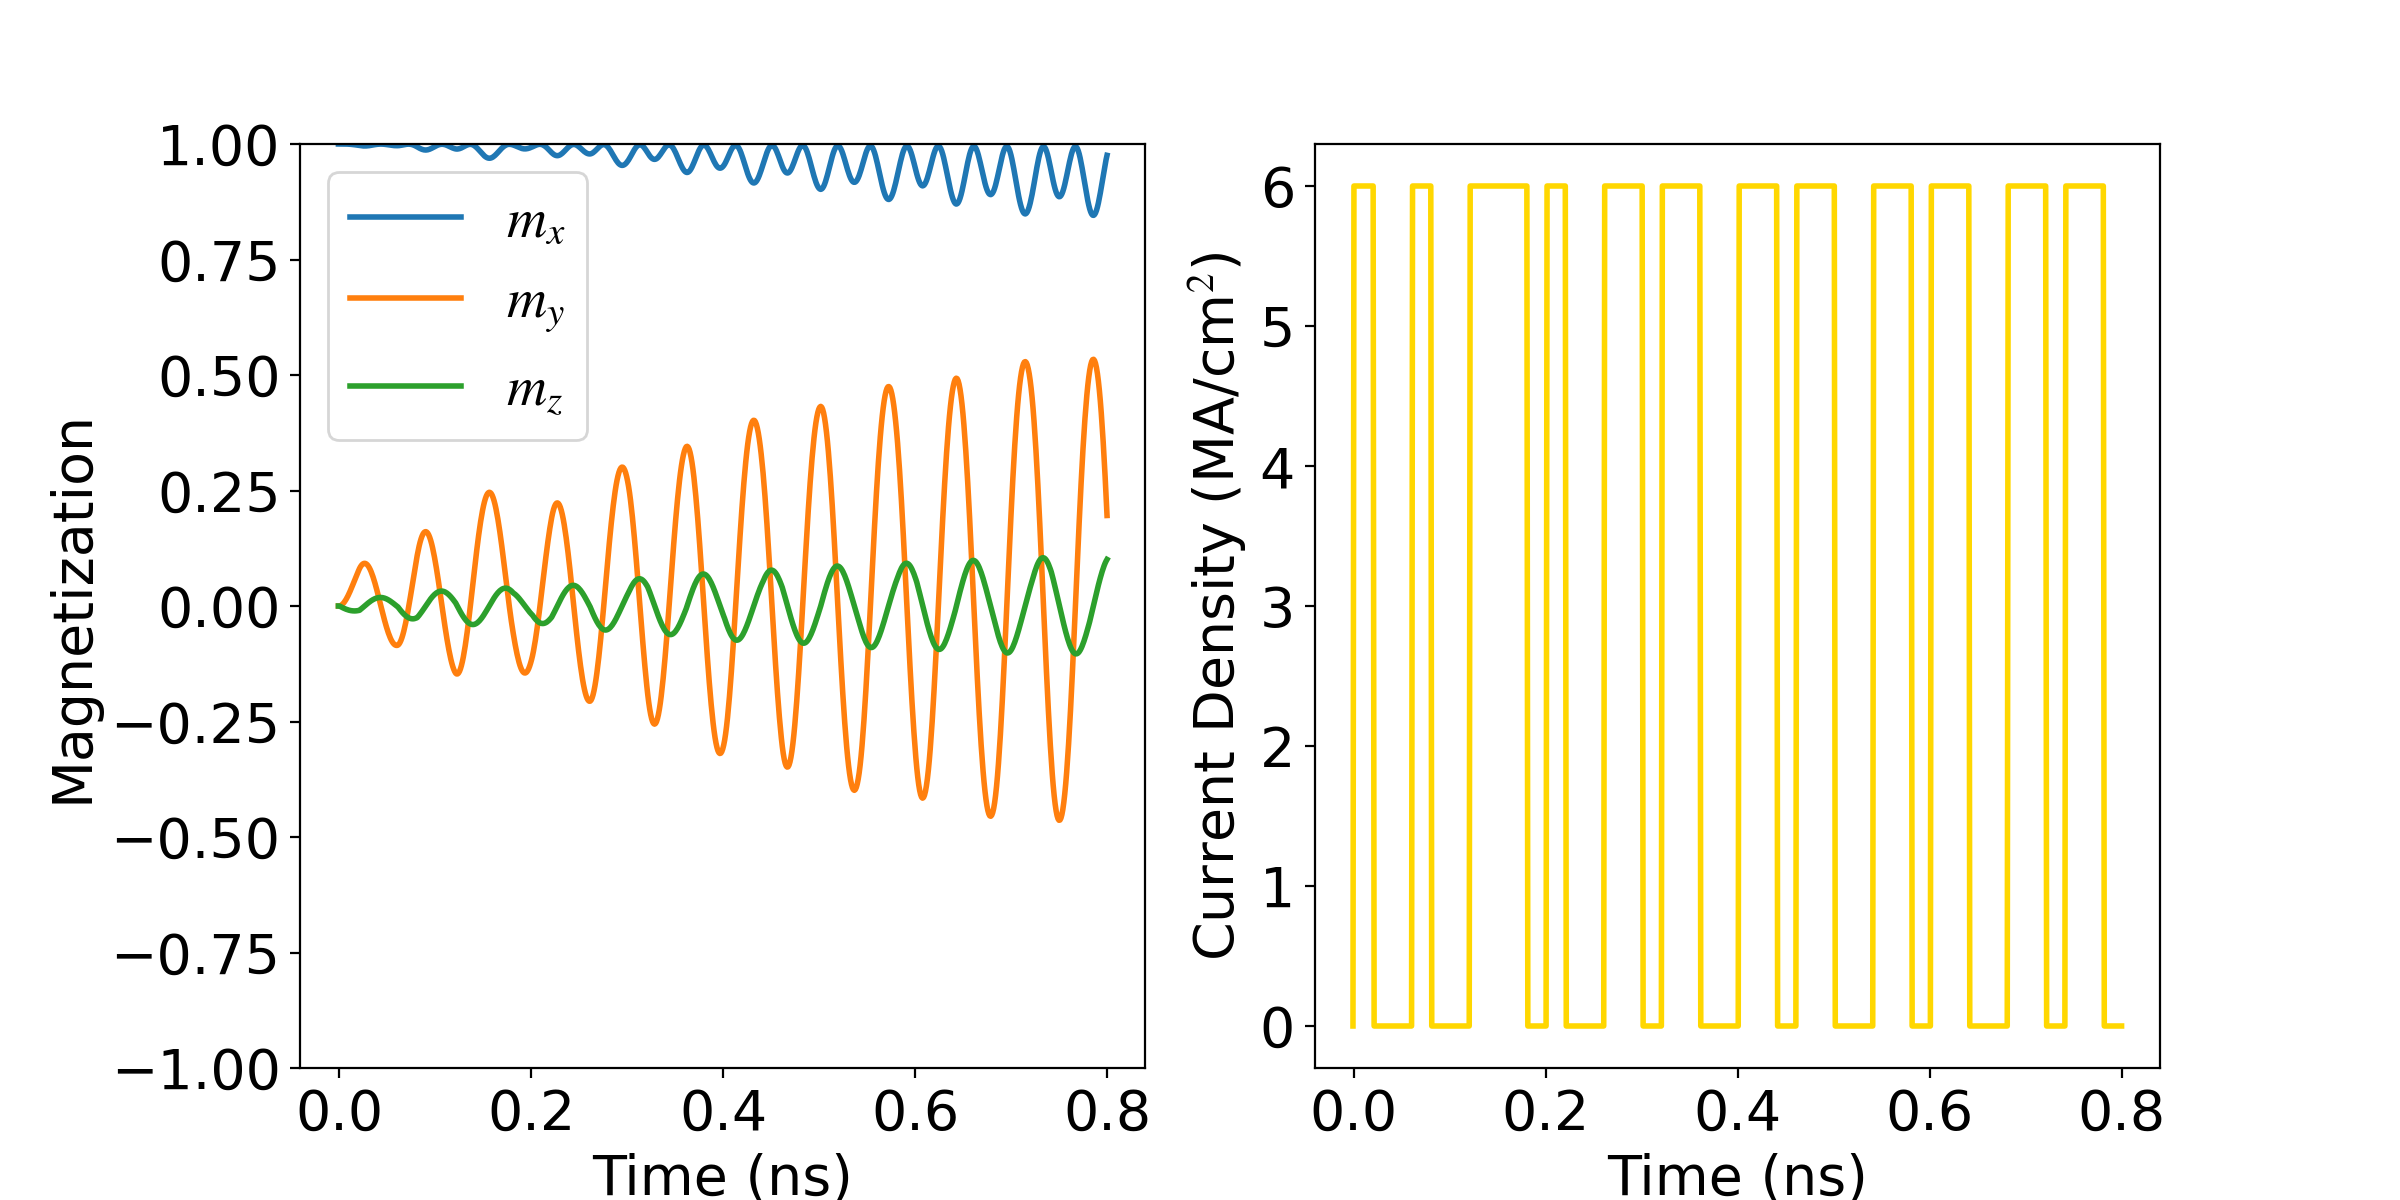 1.00
0.75
0.50
0.25
0.00
−0.25
−0.50
−0.75
−1.00
Magnetization
m_x
m_y
m_z
0.0 0.2 0.4 0.6 0.8
Time (ns)
6
5
4
3
2
1
0
Current Density (MA/cm²)
0.0 0.2 0.4 0.6 0.8
Time (ns)